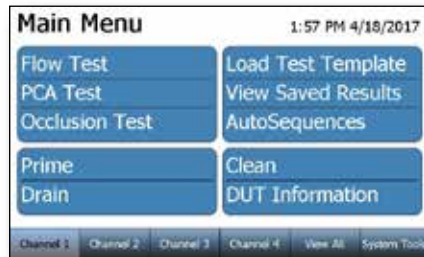 Main Menu
1:57 PM 4/18/2017
Flow Test
PCA Test
Occlusion Test
Load Test Template
View Saved Results
AutoSequences
Prime
Drain
Clean
DUT Information
Channel 1
Channel 2
Channel 3
Channel 4
View All
System Tools